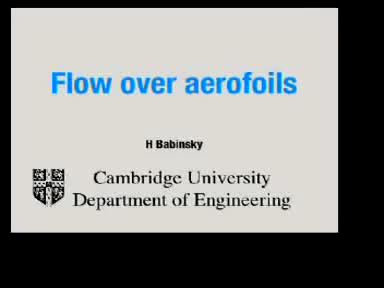 Flow over aerofoils
H Babinsky
Cambridge University
Department of Engineering